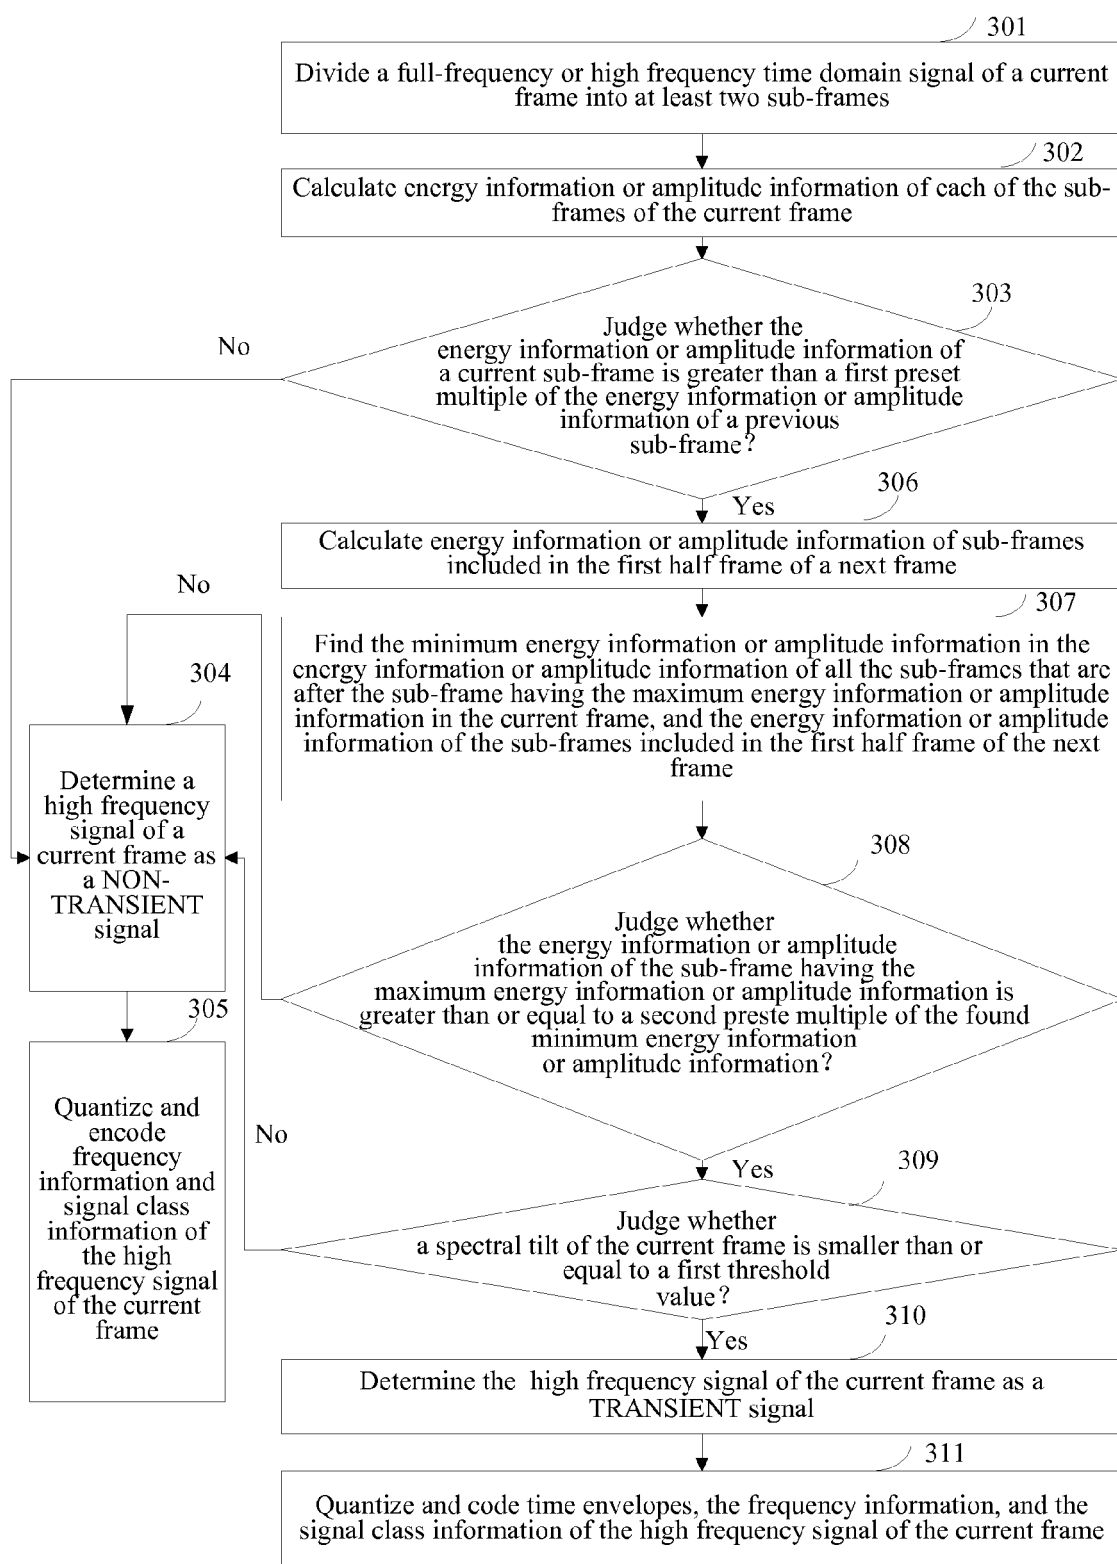 301
Divide a full-frequency or high frequency time domain signal of a current
frame into at least two sub-frames
302
Calculate energy information or amplitude information of each of the sub-
frames of the current frame
303
No
Judge whether the
energy information or amplitude information of
a current sub-frame is greater than a first preset
multiple of the energy information or amplitude
information of a previous
sub-frame?
306
Yes
Calculate energy information or amplitude information of sub-frames
included in the first half frame of a next frame
No
307
Find the minimum energy information or amplitude information in the
energy information or amplitude information of all the sub-frames that are
after the sub-frame having the maximum energy information or amplitude
information in the current frame, and the energy information or amplitude
information of the sub-frames included in the first half frame of the next
frame
304
Determine a
high frequency
signal of a
current frame as
a NON-
TRANSIENT
signal
308
Judge whether
the energy information or amplitude
information of the sub-frame having the
maximum energy information or amplitude information is
greater than or equal to a second preste multiple of the found
minimum energy information
or amplitude information?
305
Quantize and
encode
frequency
information and
signal class
information of
the high
frequency signal
of the current
frame
No
Yes
309
Judge whether
a spectral tilt of the current frame is smaller than or
equal to a first threshold
value?
310
Yes
Determine the high frequency signal of the current frame as a
TRANSIENT signal
311
Quantize and code time envelopes, the frequency information, and the
signal class information of the high frequency signal of the current frame